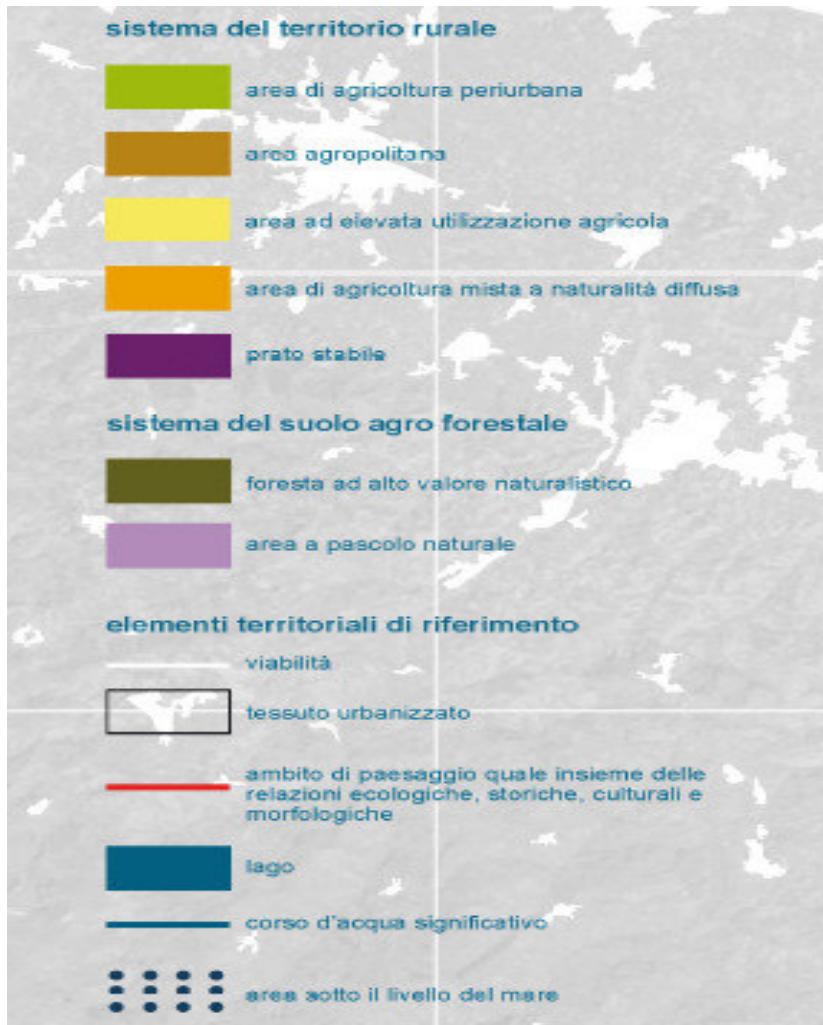 sistema del territorio rurale
area di agricoltura periurbana
area agropolitana
area ad elevata utilizzazione agricola
area di agricoltura mista a naturalità diffusa
prato stabile
sistema del suolo agro forestale
foresta ad alto valore naturalistico
area a pascolo naturale
elementi territoriali di riferimento
viabilità
tessuto urbanizzato
ambito di paesaggio quale insieme delle
relazioni ecologiche, storiche, culturali e
morfologiche
lago
corso d'acqua significativo
area sotto il livello del mare